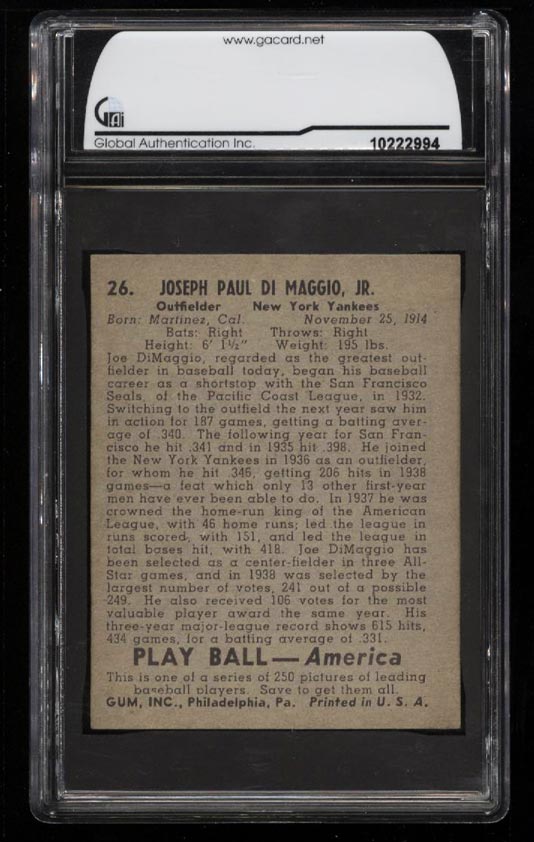 www.gacard.net
GAI
Global Authentication Inc.
10222994
26. JOSEPH PAUL DI MAGGIO, JR.
Outfielder New York Yankees
Born: Martinez, Cal. November 25, 1914
Bats: Right Throws: Right
Height: 6' 1½" Weight: 195 lbs.
Joe DiMaggio, regarded as the greatest out-
fielder in baseball today, began his baseball
career as a shortstop with the San Francisco
Seals, of the Pacific Coast League, in 1932.
Switching to the outfield the next year saw him
in action for 187 games, getting a batting aver-
age of .340. The following year for San Fran-
cisco he hit .341 and in 1935 hit .398. He joined
the New York Yankees in 1936 as an outfielder,
for whom he hit .346, getting 206 hits in 1938
games—a feat which only 13 other first-year
men have ever been able to do. In 1937 he was
crowned the home-run king of the American
League, with 46 home runs; led the league in
runs scored, with 151, and led the league in
total bases hit, with 418. Joe DiMaggio has
been selected as a center-fielder in three All-
Star games, and in 1938 was selected by the
largest number of votes, 241 out of a possible
249. He also received 106 votes for the most
valuable player award the same year. His
three-year major-league record shows 615 hits,
434 games, for a batting average of .331.
PLAY BALL — America
This is one of a series of 250 pictures of leading
baseball players. Save to get them all.
GUM, INC., Philadelphia, Pa. Printed in U. S. A.